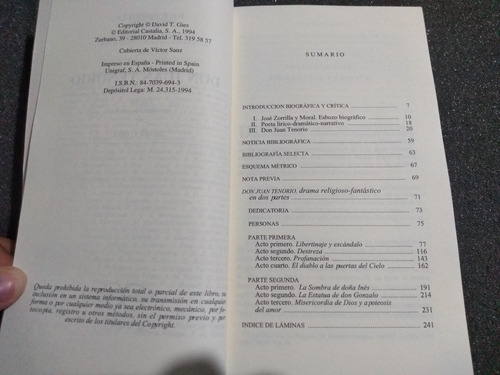 Copyright © David T. Gies
© Editorial Castalia, S. A., 1994
Zurbano, 39 - 28010 Madrid - Tel. 319 58 57
Cubierta de Víctor Sanz
Impreso en España - Printed in Spain
Unigraf, S. A. Móstoles (Madrid)
I.S.B.N.: 84-7039-694-3
Depósito Legal: M. 24.315-1994
Queda prohibida la reproducción total o parcial de este libro, su
inclusión en un sistema informático, su transmisión en cualquier
forma o por cualquier medio ya sea electrónico, mecánico, por fo-
tocopia, registro u otros métodos, sin el permiso previo y por
escrito de los titulares del Copyright.
SUMARIO
INTRODUCCIÓN BIOGRÁFICA Y CRÍTICA 7
I. José Zorrilla y Moral. Esbozo biográfico 10
II. Poeta lírico-dramático-narrativo 18
III. Don Juan Tenorio 20
NOTICIA BIBLIOGRÁFICA 59
BIBLIOGRAFÍA SELECTA 63
ESQUEMA MÉTRICO 67
NOTA PREVIA 69
DON JUAN TENORIO, drama religioso-fantástico
en dos partes 71
DEDICATORIA 73
PERSONAS 75
PARTE PRIMERA
Acto primero. Libertinaje y escándalo 77
Acto segundo. Destreza 116
Acto tercero. Profanación 143
Acto cuarto. El diablo a las puertas del Cielo 162
PARTE SEGUNDA
Acto primero. La Sombra de doña Inés 191
Acto segundo. La Estatua de don Gonzalo 214
Acto tercero. Misericordia de Dios y apoteosis
del amor 231
ÍNDICE DE LÁMINAS 241